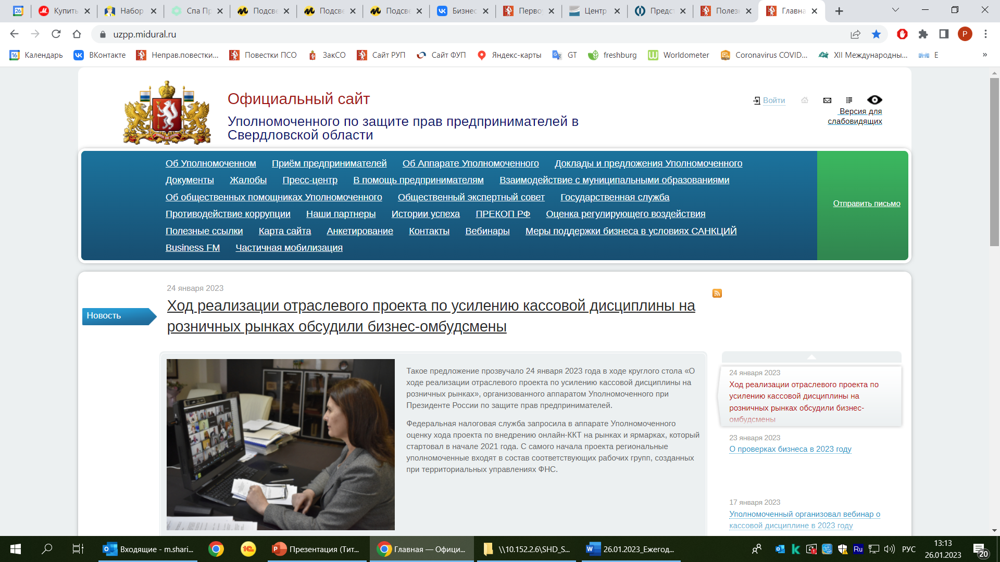 26
Купить
Набор
Спа Пр
Подсве
Подсве
Подсве
Бизнес
Перво
Центр
Предст
Полез
Главна
uzpp.midural.ru
P
16 Календарь
ВКонтакте
Неправ.повестки...
Повестки ПСО
ЗакСО
Сайт РУП
Сайт ФУП
Яндекс-карты
GT
freshburg
Worldometer
Coronavirus COVID...
XII Международны...
E
»
Официальный сайт
Уполномоченного по защите прав предпринимателей в
Свердловской области
Войти
Версия для
слабовидящих
Об Уполномоченном Приём предпринимателей Об Аппарате Уполномоченного Доклады и предложения Уполномоченного
Документы Жалобы Пресс-центр В помощь предпринимателям Взаимодействие с муниципальными образованиями
Об общественных помощниках Уполномоченного Общественный экспертный совет Государственная служба
Противодействие коррупции Наши партнеры Истории успеха ПРЕКОП РФ Оценка регулирующего воздействия
Полезные ссылки Карта сайта Анкетирование Контакты Вебинары Меры поддержки бизнеса в условиях САНКЦИЙ
Business FM Частичная мобилизация
Отправить письмо
24 января 2023
Новость
Ход реализации отраслевого проекта по усилению кассовой дисциплины на
розничных рынках обсудили бизнес-омбудсмены
Такое предложение прозвучало 24 января 2023 года в ходе круглого стола «О
ходе реализации отраслевого проекта по усилению кассовой дисциплины на
розничных рынках», организованного аппаратом Уполномоченного при
Президенте России по защите прав предпринимателей.
Федеральная налоговая служба запросила в аппарате Уполномоченного
оценку хода проекта по внедрению онлайн-ККТ на рынках и ярмарках, который
стартовал в начале 2021 года. С самого начала проекта региональные
уполномоченные входят в состав соответствующих рабочих групп, созданных
при территориальных управлениях ФНС.
24 января 2023
Ход реализации отраслевого проекта по
усилению кассовой дисциплины на
розничных рынках обсудили бизнес-
омбудсмены
23 января 2023
О проверках бизнеса в 2023 году
17 января 2023
Уполномоченный организовал вебинар о
кассовой дисциплине в 2023 году
Входящие - m.shari...
Презентация (Тит...
Главная — Офици...
\\10.152.2.6\SHD_S...
26.01.2023_Ежегод...
Ru
РУС
13:13
26.01.2023
20